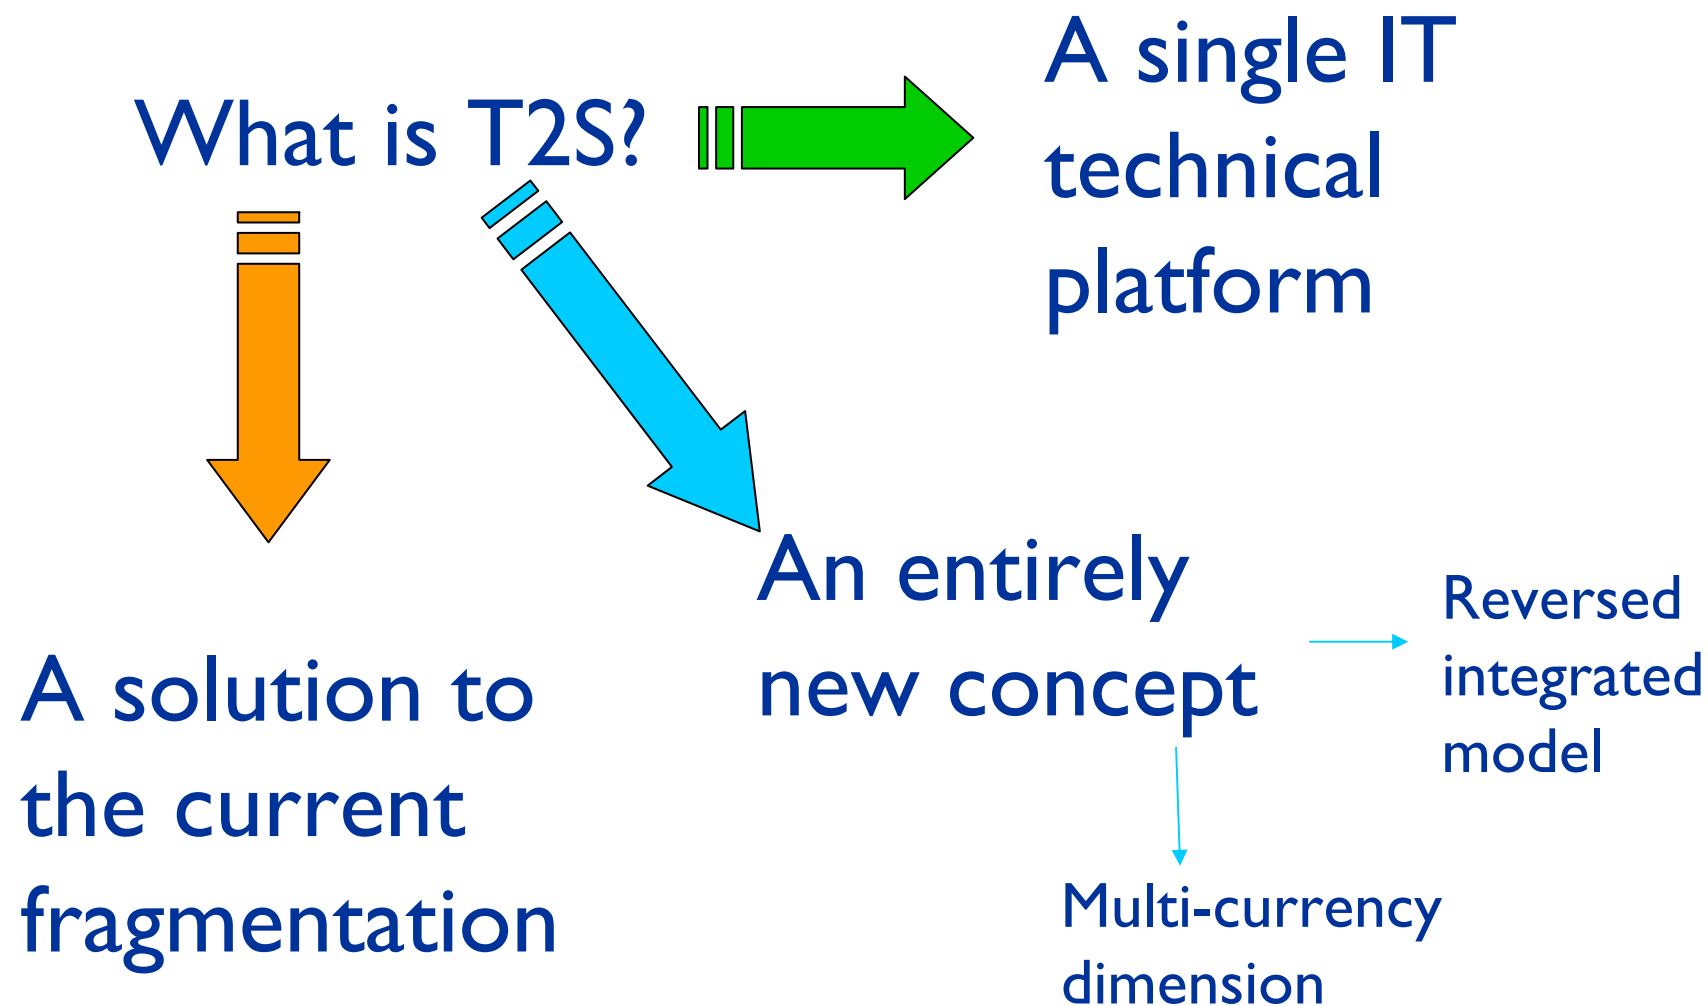 What is T2S?
A single IT
technical
platform
An entirely
new concept
Reversed
integrated
model
A solution to
the current
fragmentation
Multi-currency
dimension